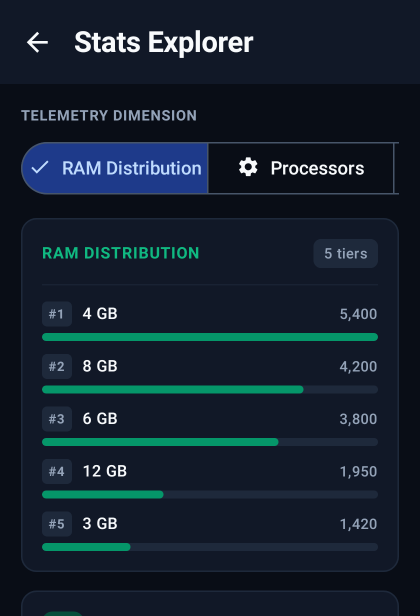 Stats Explorer
TELEMETRY DIMENSION
RAM Distribution Processors
RAM DISTRIBUTION 5 tiers
#1 4 GB 5,400
#2 8 GB 4,200
#3 6 GB 3,800
#4 12 GB 1,950
#5 3 GB 1,420